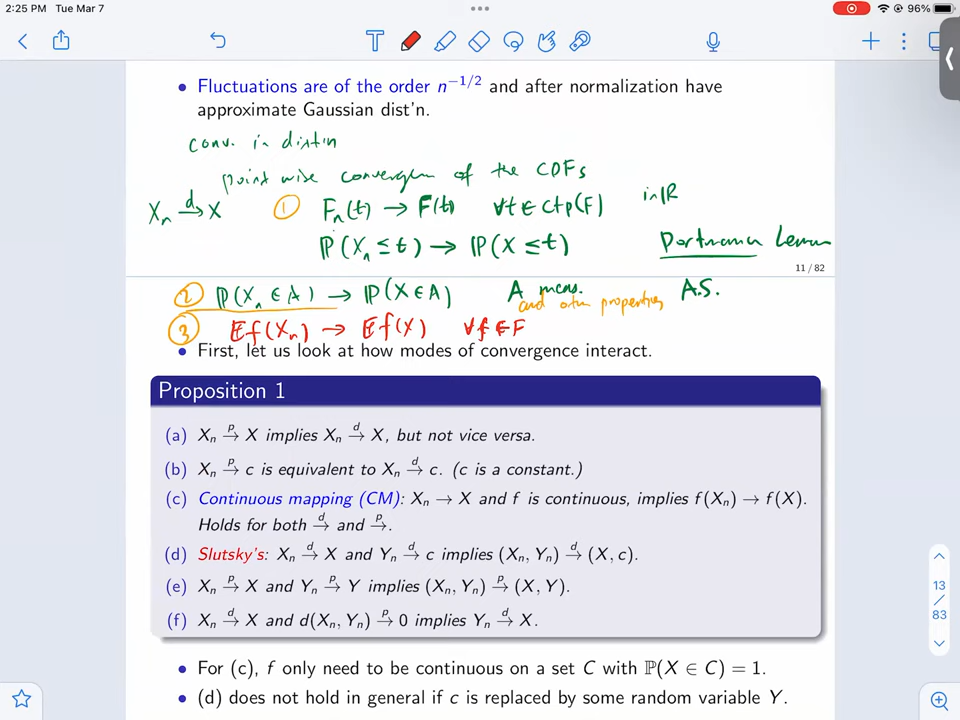 2:25 PM Tue Mar 7
96%
• Fluctuations are of the order n^{-1/2} and after normalization have
approximate Gaussian dist'n.
conv. in distn
point wise convergen of the CDFs
X_n →^d X ① F_n(t) → F(t) ∀t ∈ Ctp(F) in ℝ
ℙ(X_n ≤ t) → ℙ(X ≤ t) Portmanteau Lemma
11 / 82
② ℙ(X_n ∈ A) → ℙ(X ∈ A) A meas. A.S.
and other properties
③ 𝔼f(X_n) → 𝔼f(X) ∀f ∈ F
• First, let us look at how modes of convergence interact.
Proposition 1
(a) X_n →^p X implies X_n →^d X, but not vice versa.
(b) X_n →^p c is equivalent to X_n →^d c. (c is a constant.)
(c) Continuous mapping (CM): X_n → X and f is continuous, implies f(X_n) → f(X).
Holds for both →^d and →^p.
(d) Slutsky's: X_n →^d X and Y_n →^d c implies (X_n, Y_n) →^d (X, c).
(e) X_n →^p X and Y_n →^p Y implies (X_n, Y_n) →^p (X, Y).
(f) X_n →^d X and d(X_n, Y_n) →^p 0 implies Y_n →^d X.
13
/
83
• For (c), f only need to be continuous on a set C with ℙ(X ∈ C) = 1.
• (d) does not hold in general if c is replaced by some random variable Y.